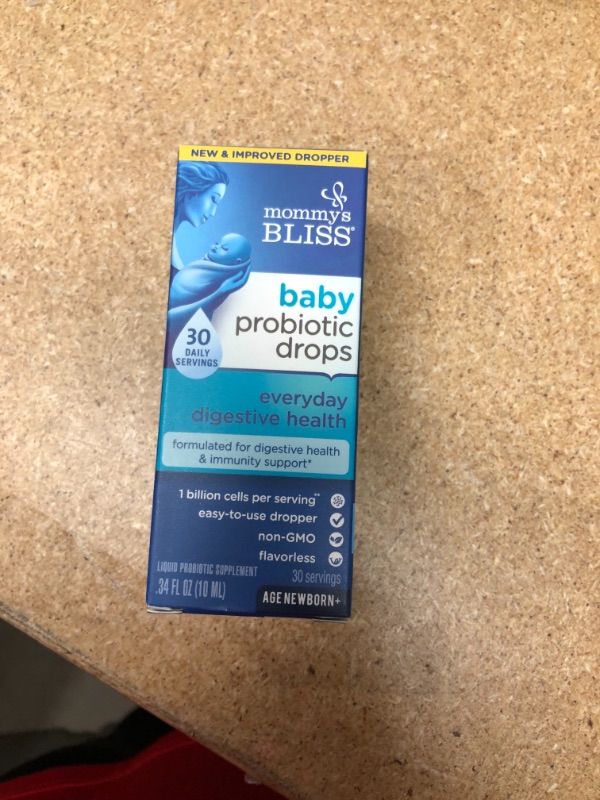 NEW & IMPROVED DROPPER
mommy's
BLISS®
baby
probiotic
drops
30
DAILY
SERVINGS
everyday
digestive health
formulated for digestive health
& immunity support*
1 billion cells per serving**
easy-to-use dropper
non-GMO
flavorless
LIQUID PROBIOTIC SUPPLEMENT
30 servings
.34 FL OZ (10 ML)
AGE NEWBORN+